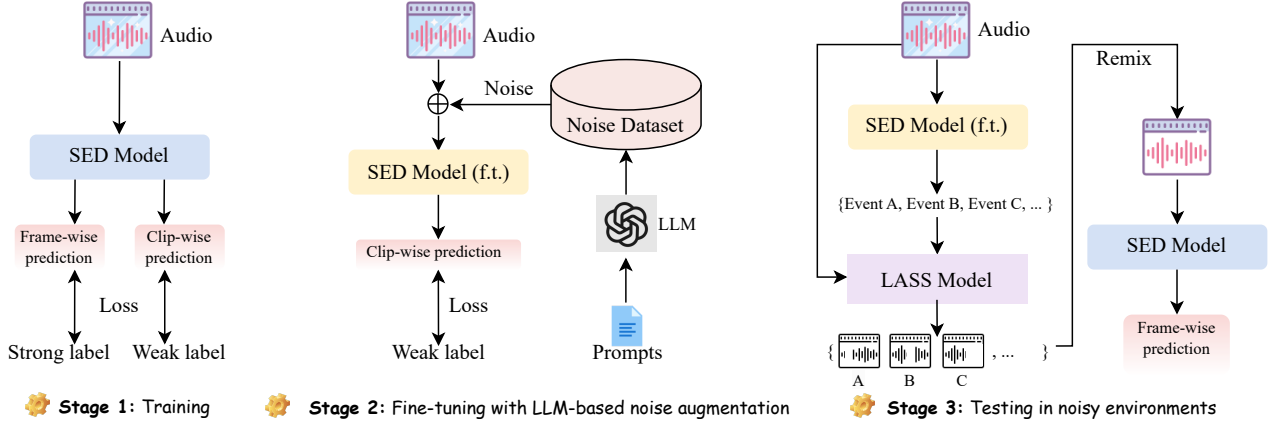 Audio
SED Model
Frame-wise
prediction
Clip-wise
prediction
Loss
Strong label
Weak label
Stage 1: Training
Audio
Noise
Noise Dataset
SED Model (f.t.)
LLM
Clip-wise prediction
Loss
Weak label
Prompts
Stage 2: Fine-tuning with LLM-based noise augmentation
Audio
SED Model (f.t.)
{Event A, Event B, Event C, ... }
LASS Model
{ , ... }
A B C
Remix
SED Model
Frame-wise
prediction
Stage 3: Testing in noisy environments